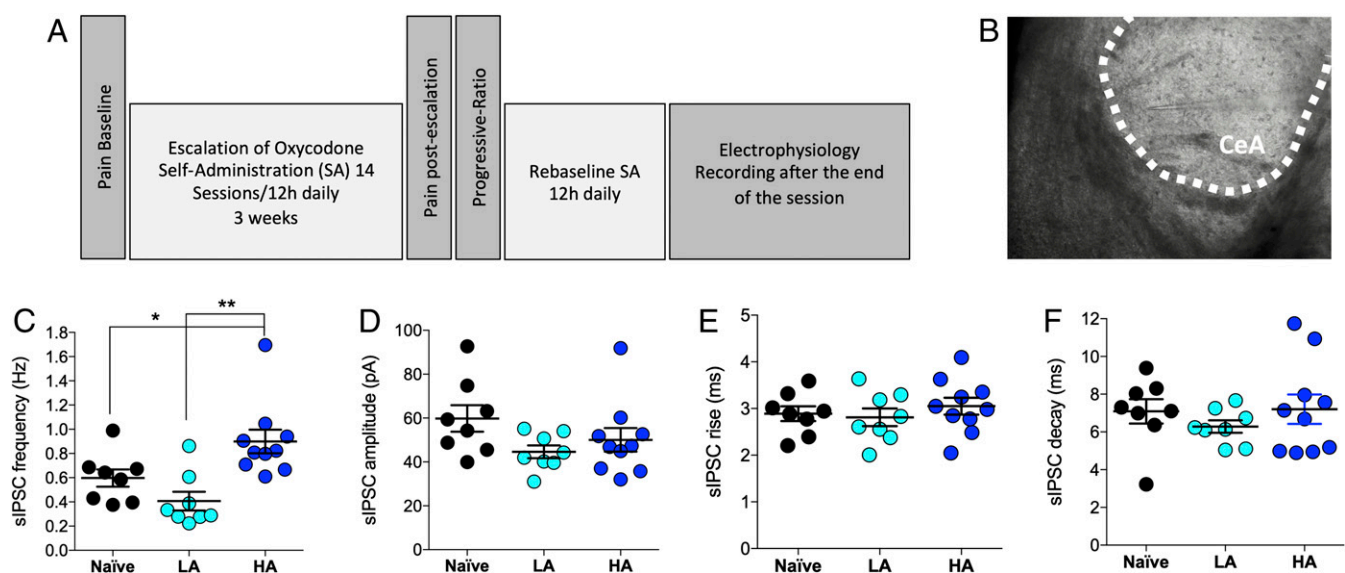 A
Pain Baseline
Escalation of Oxycodone
Self-Administration (SA) 14
Sessions/12h daily
3 weeks
Pain post-escalation
Progressive-Ratio
Rebaseline SA
12h daily
Electrophysiology
Recording after the end
of the session
B
CeA
C
*
**
sIPSC frequency (Hz)
1.8
1.6
1.4
1.2
1.0
0.8
0.6
0.4
0.2
0.0
Naïve LA HA
D
sIPSC amplitude (pA)
100
80
60
40
20
0
Naïve LA HA
E
sIPSC rise (ms)
5
4
3
2
1
0
Naïve LA HA
F
sIPSC decay (ms)
12
10
8
6
4
2
0
Naïve LA HA